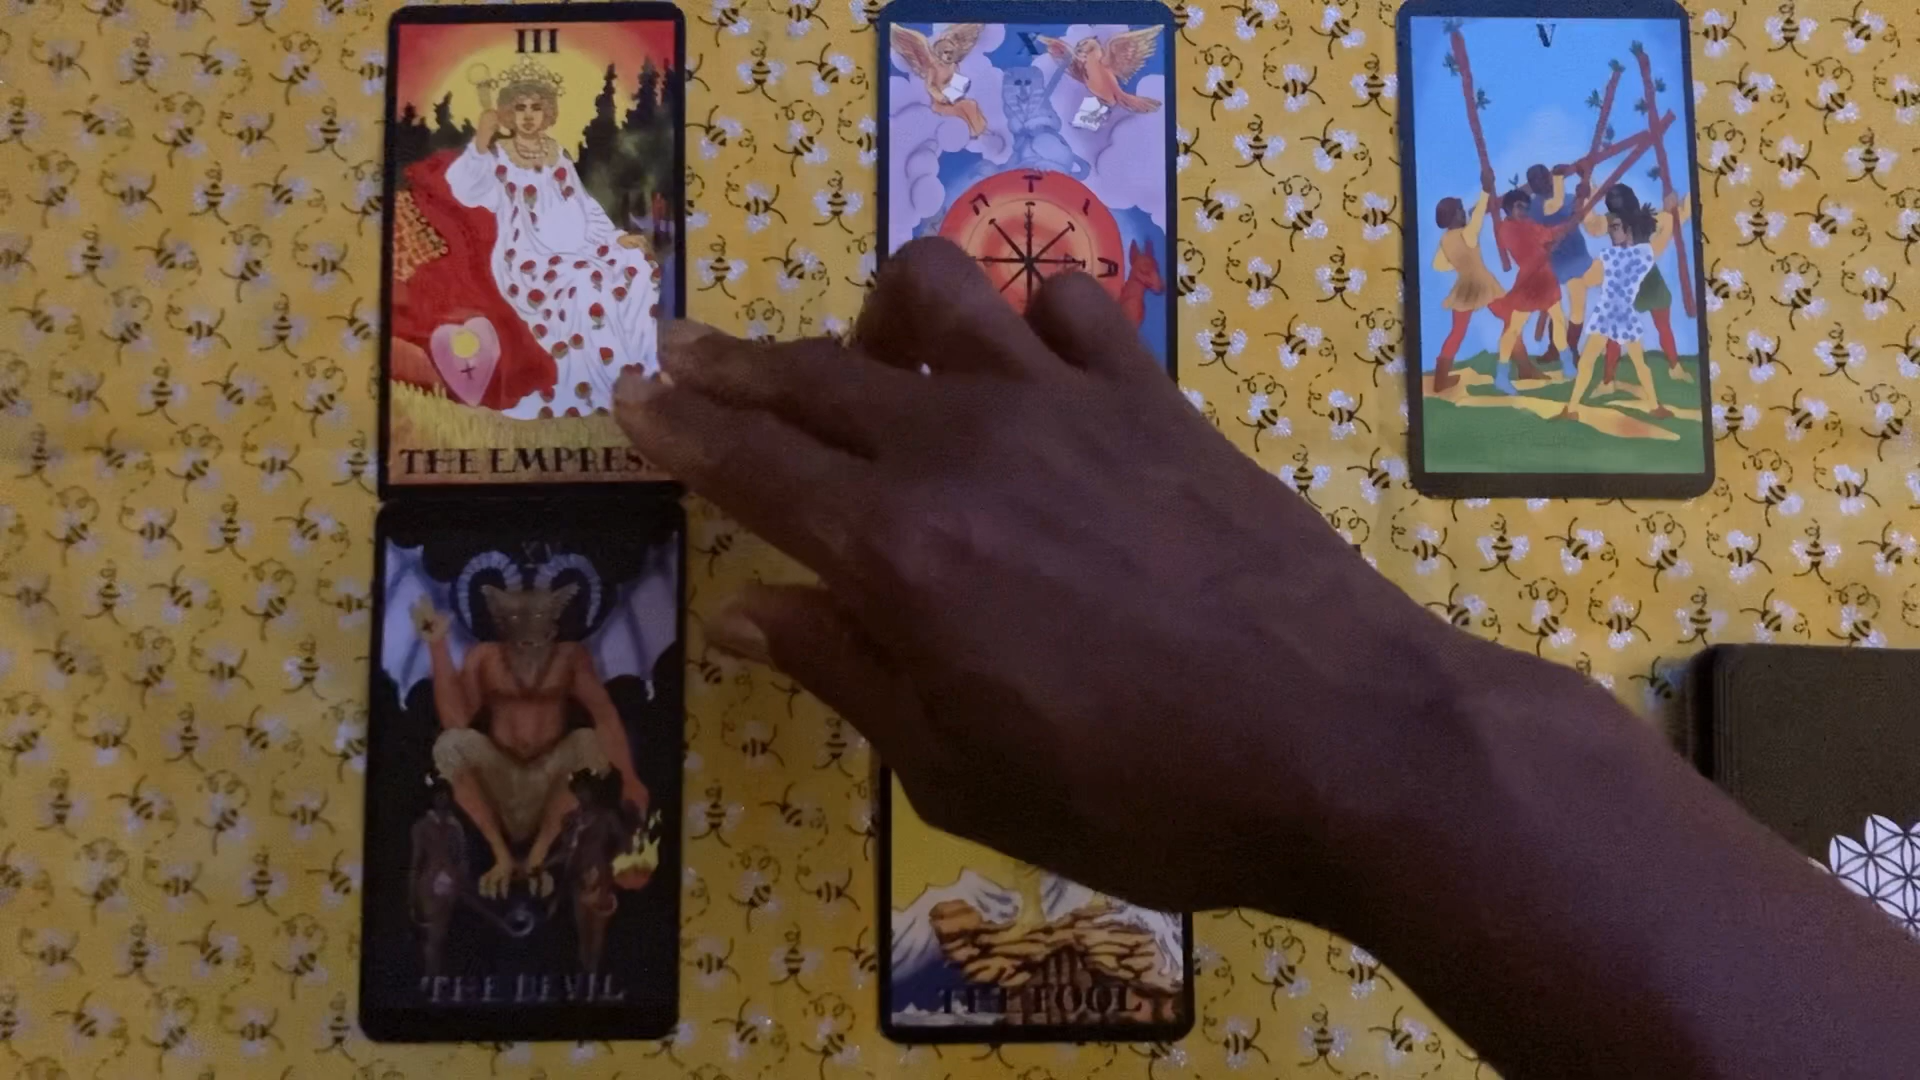 III
X
V
T
THE EMPRESS
THE DEVIL
THE FOOL